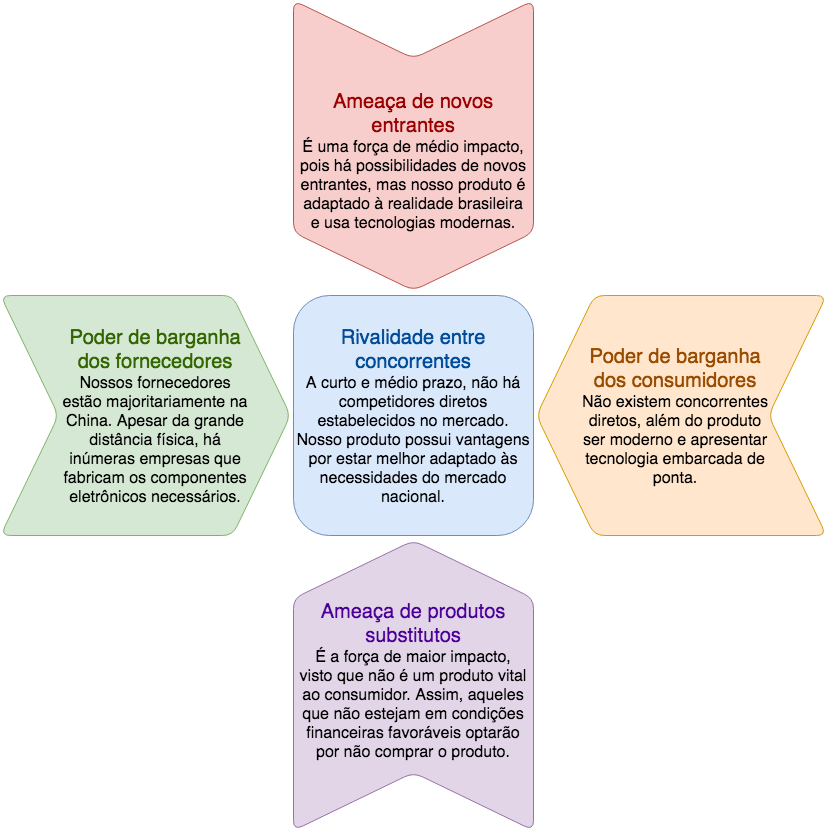 Ameaça de novos
entrantes
É uma força de médio impacto,
pois há possibilidades de novos
entrantes, mas nosso produto é
adaptado à realidade brasileira
e usa tecnologias modernas.
Poder de barganha
dos fornecedores
Nossos fornecedores
estão majoritariamente na
China. Apesar da grande
distância física, há
inúmeras empresas que
fabricam os componentes
eletrônicos necessários.
Rivalidade entre
concorrentes
A curto e médio prazo, não há
competidores diretos
estabelecidos no mercado.
Nosso produto possui vantagens
por estar melhor adaptado às
necessidades do mercado
nacional.
Poder de barganha
dos consumidores
Não existem concorrentes
diretos, além do produto
ser moderno e apresentar
tecnologia embarcada de
ponta.
Ameaça de produtos
substitutos
É a força de maior impacto,
visto que não é um produto vital
ao consumidor. Assim, aqueles
que não estejam em condições
financeiras favoráveis optarão
por não comprar o produto.